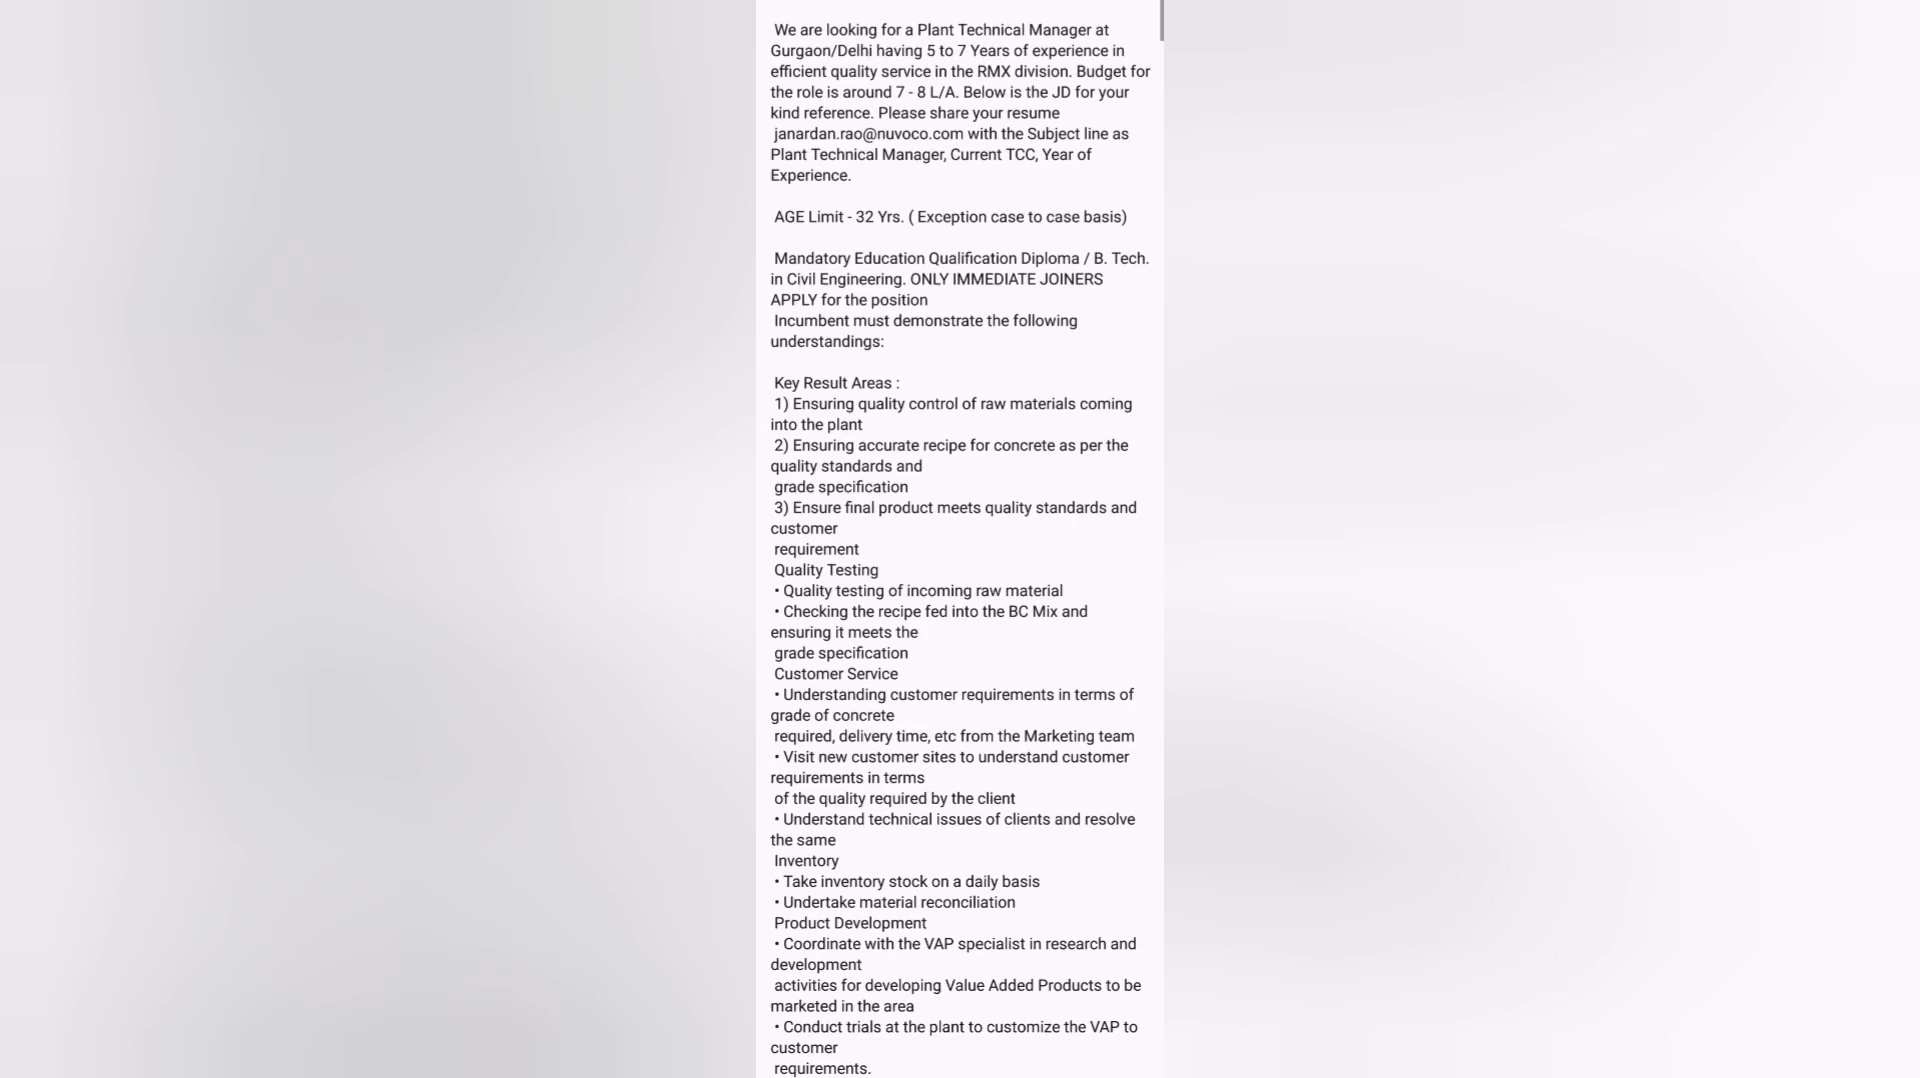 We are looking for a Plant Technical Manager at
Gurgaon/Delhi having 5 to 7 Years of experience in
efficient quality service in the RMX division. Budget for
the role is around 7 - 8 L/A. Below is the JD for your
kind reference. Please share your resume
janardan.rao@nuvoco.com with the Subject line as
Plant Technical Manager, Current TCC, Year of
Experience.
AGE Limit - 32 Yrs. ( Exception case to case basis)
Mandatory Education Qualification Diploma / B. Tech.
in Civil Engineering. ONLY IMMEDIATE JOINERS
APPLY for the position
Incumbent must demonstrate the following
understandings:
Key Result Areas :
1) Ensuring quality control of raw materials coming
into the plant
2) Ensuring accurate recipe for concrete as per the
quality standards and
grade specification
3) Ensure final product meets quality standards and
customer
requirement
Quality Testing
• Quality testing of incoming raw material
• Checking the recipe fed into the BC Mix and
ensuring it meets the
grade specification
Customer Service
• Understanding customer requirements in terms of
grade of concrete
required, delivery time, etc from the Marketing team
• Visit new customer sites to understand customer
requirements in terms
of the quality required by the client
• Understand technical issues of clients and resolve
the same
Inventory
• Take inventory stock on a daily basis
• Undertake material reconciliation
Product Development
• Coordinate with the VAP specialist in research and
development
activities for developing Value Added Products to be
marketed in the area
• Conduct trials at the plant to customize the VAP to
customer
requirements.